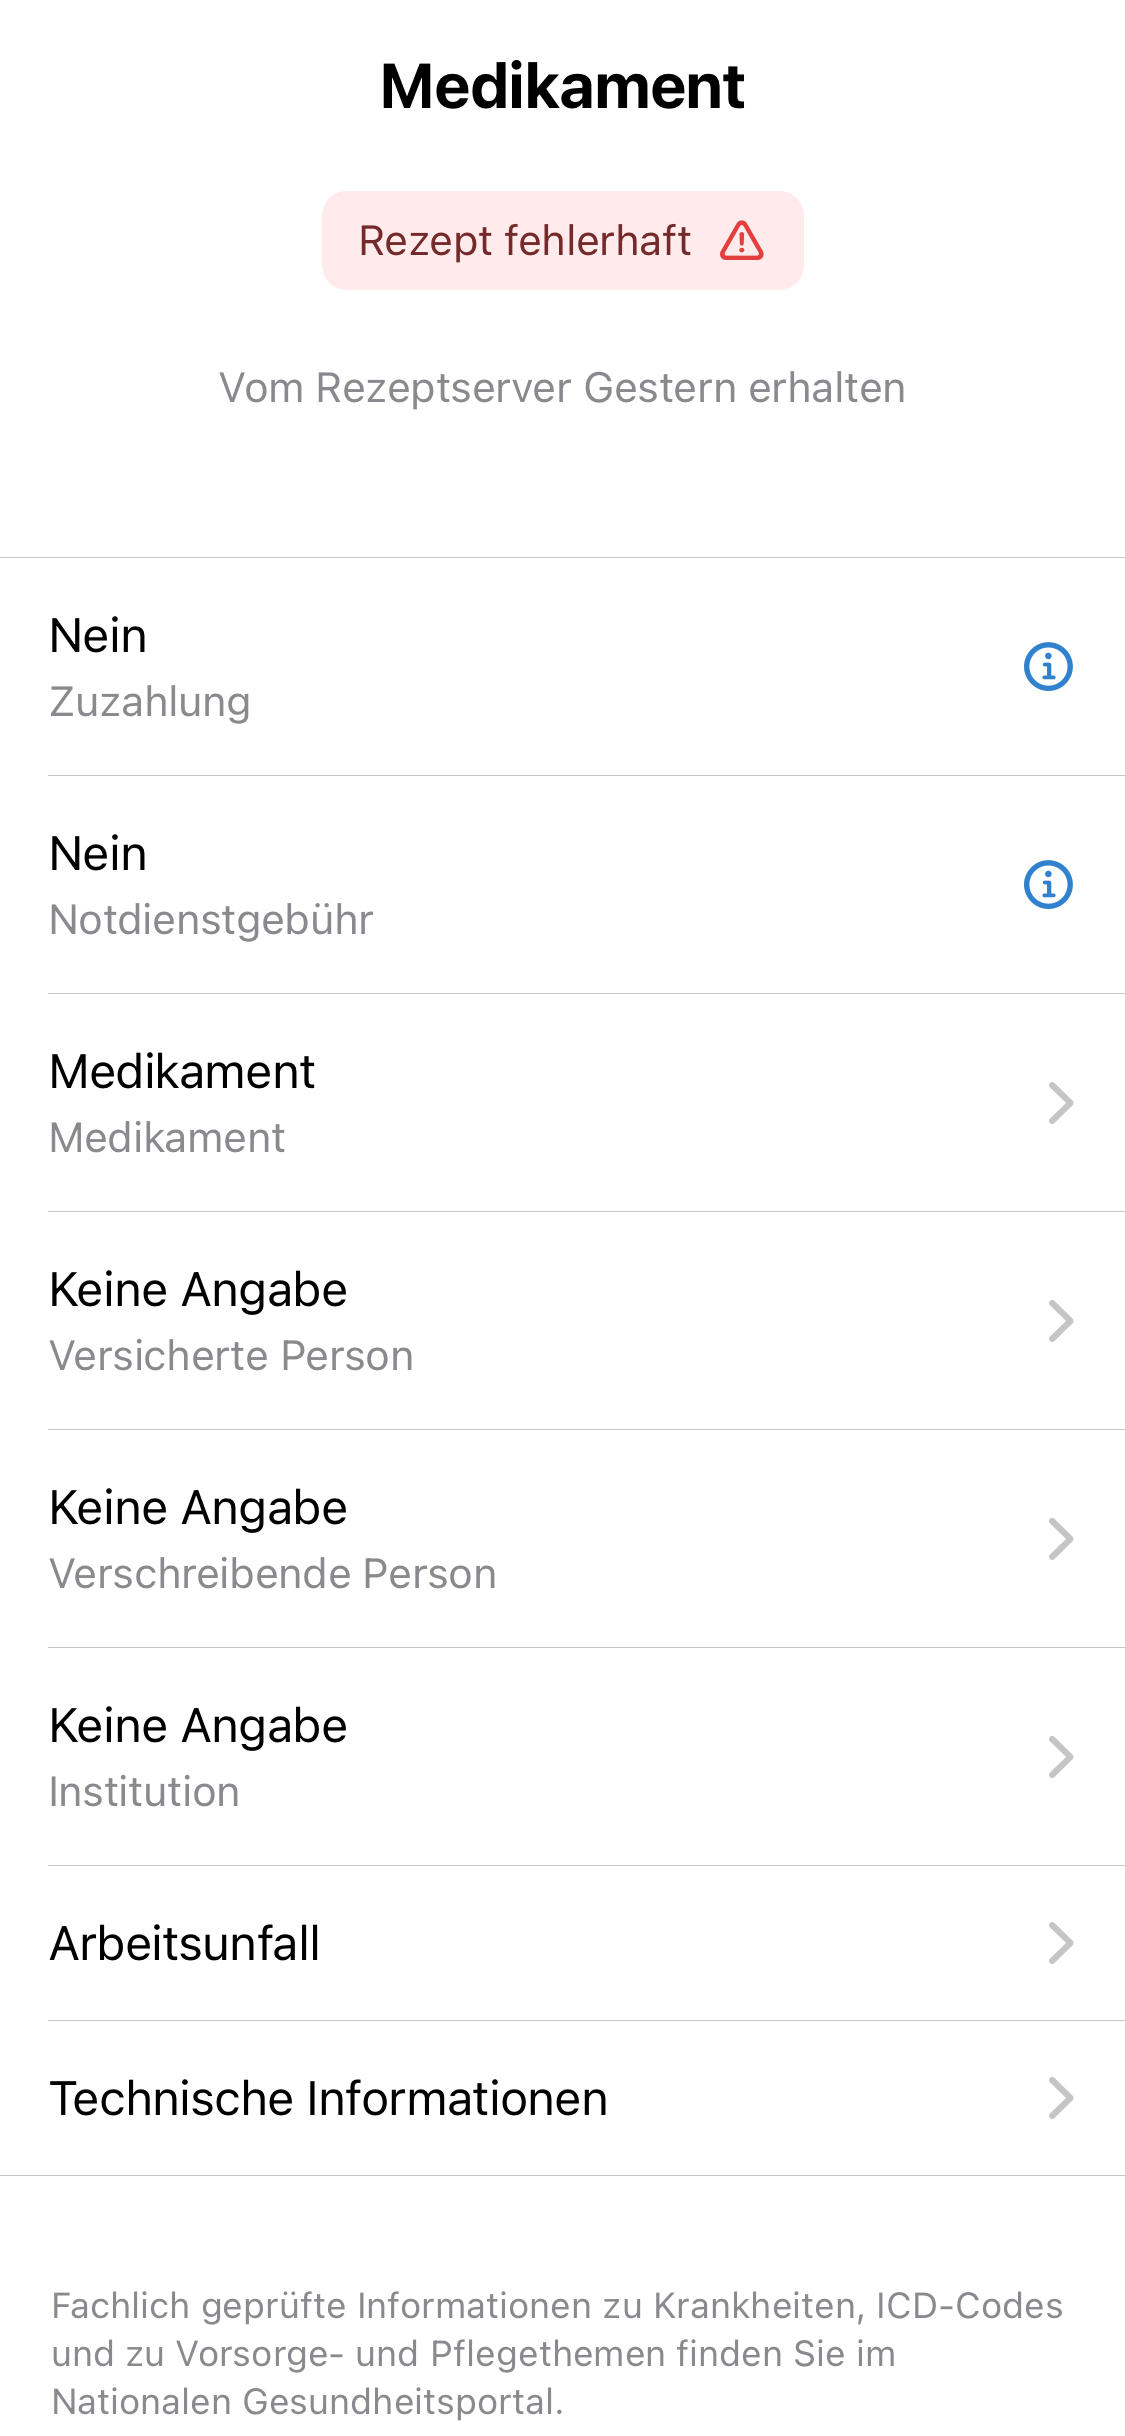 Medikament
Rezept fehlerhaft
Vom Rezeptserver Gestern erhalten
Nein
Zuzahlung
Nein
Notdienstgebühr
Medikament
Medikament
Keine Angabe
Versicherte Person
Keine Angabe
Verschreibende Person
Keine Angabe
Institution
Arbeitsunfall
Technische Informationen
Fachlich geprüfte Informationen zu Krankheiten, ICD-Codes
und zu Vorsorge- und Pflegethemen finden Sie im
Nationalen Gesundheitsportal.